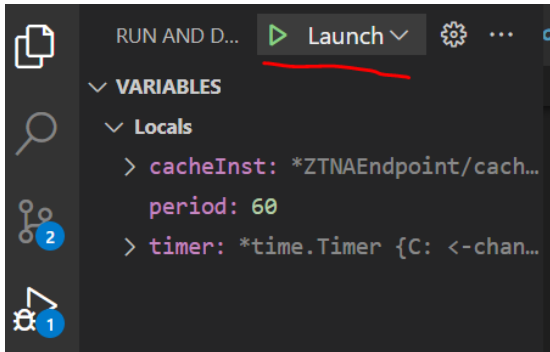 RUN AND D... Launch ...
VARIABLES
Locals
cacheInst: *ZTNAEndpoint/cach...
period: 60
2
timer: *time.Timer {C: <-chan...
1